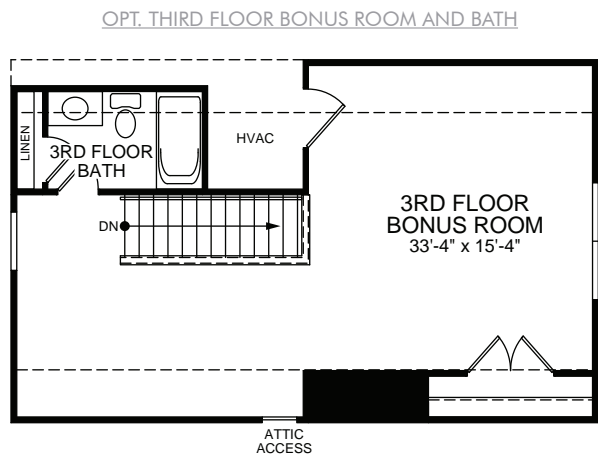 OPT. THIRD FLOOR BONUS ROOM AND BATH
LINEN
3RD FLOOR
BATH
HVAC
DN
3RD FLOOR
BONUS ROOM
33'-4" x 15'-4"
ATTIC
ACCESS